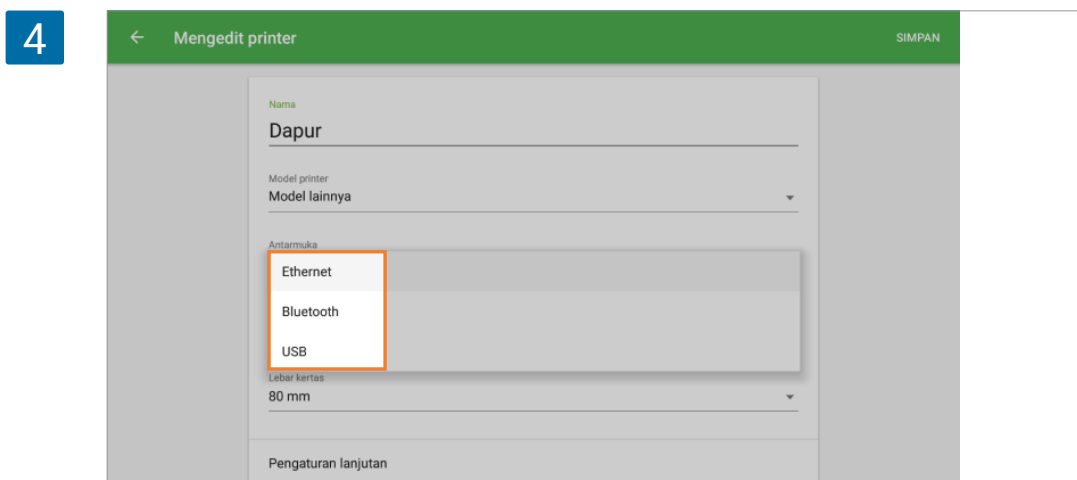 4
Mengedit printer
SIMPAN
Nama
Dapur
Model printer
Model lainnya
Antarmuka
Ethernet
Bluetooth
USB
Lebar kertas
80 mm
Pengaturan lanjutan